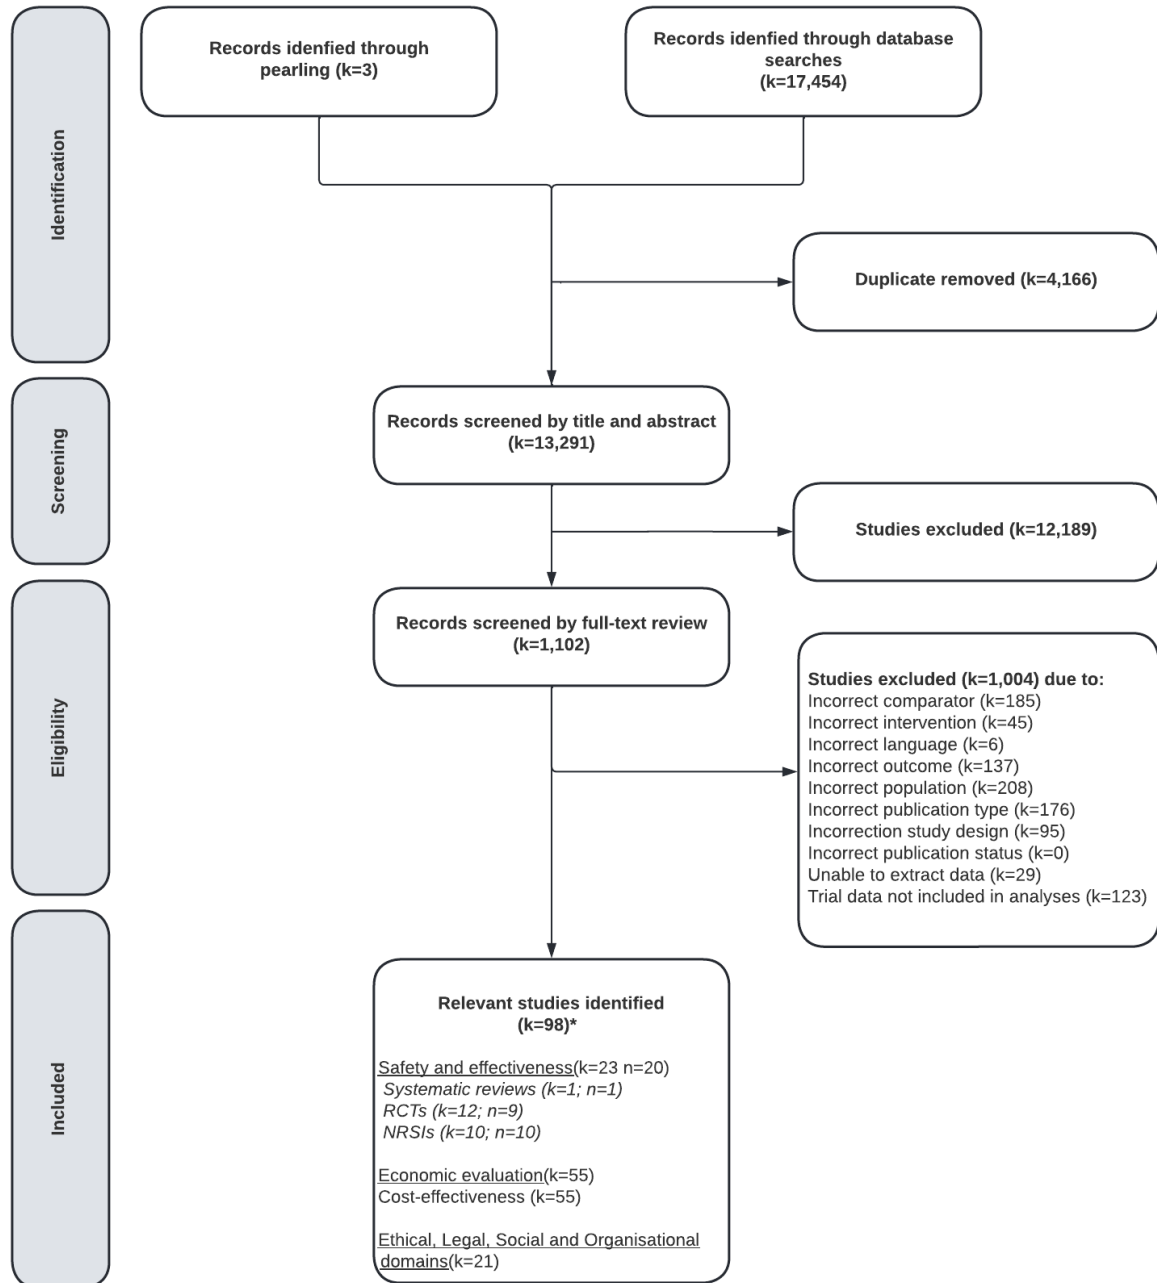 Identification
Records idenfied through
pearling (k=3)
Records idenfied through database
searches
(k=17,454)
Duplicate removed (k=4,166)
Screening
Records screened by title and abstract
(k=13,291)
Studies excluded (k=12,189)
Eligibility
Records screened by full-text review
(k=1,102)
Studies excluded (k=1,004) due to:
Incorrect comparator (k=185)
Incorrect intervention (k=45)
Incorrect language (k=6)
Incorrect outcome (k=137)
Incorrect population (k=208)
Incorrect publication type (k=176)
Incorrection study design (k=95)
Incorrect publication status (k=0)
Unable to extract data (k=29)
Trial data not included in analyses (k=123)
Included
Relevant studies identified
(k=98)*
Safety and effectiveness(k=23 n=20)
Systematic reviews (k=1; n=1)
RCTs (k=12; n=9)
NRSIs (k=10; n=10)
Economic evaluation(k=55)
Cost-effectiveness (k=55)
Ethical, Legal, Social and Organisational
domains(k=21)